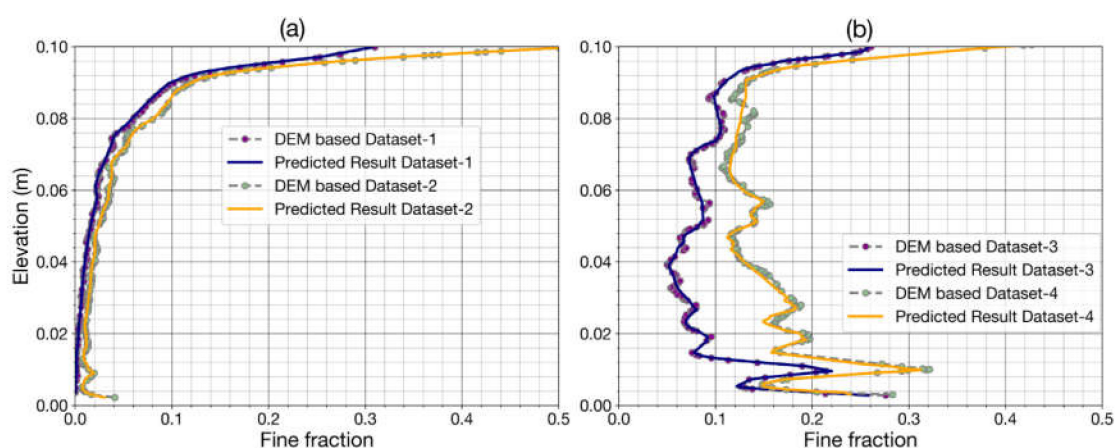 (a)
0.10
0.08
0.06
0.04
0.02
0.00
Elevation (m)
DEM based Dataset-1
Predicted Result Dataset-1
DEM based Dataset-2
Predicted Result Dataset-2
0.0 0.1 0.2 0.3 0.4 0.5
Fine fraction
(b)
0.10
0.08
0.06
0.04
0.02
0.00
DEM based Dataset-3
Predicted Result Dataset-3
DEM based Dataset-4
Predicted Result Dataset-4
0.0 0.1 0.2 0.3 0.4 0.5
Fine fraction